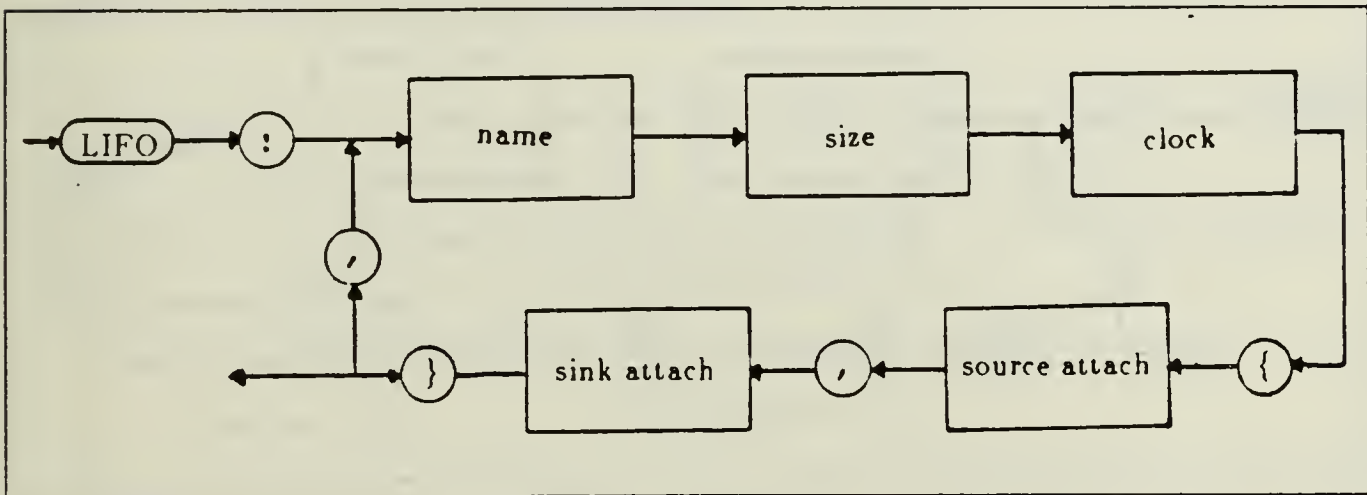 LIFO : name size clock
,
} sink attach , source attach {